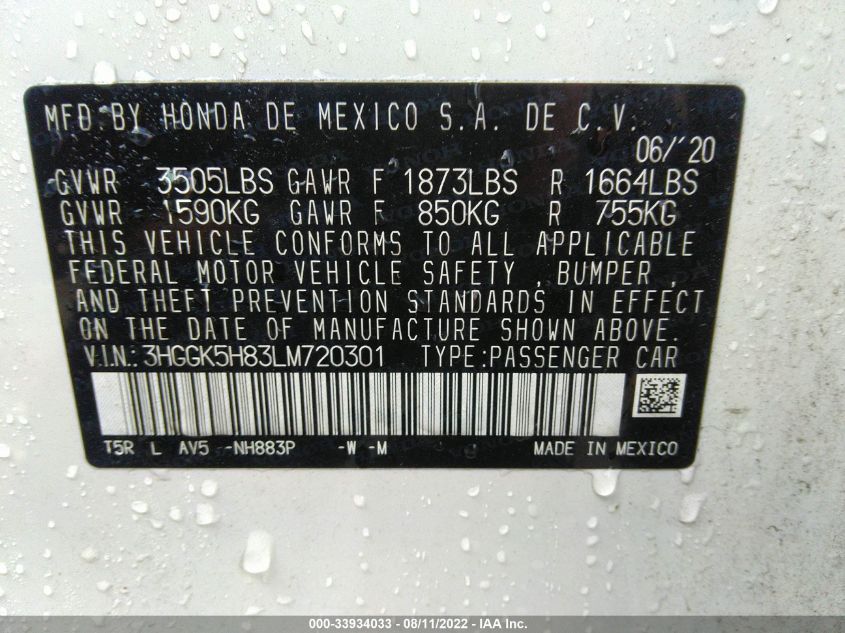 MFD.BY HONDA DE MEXICO S.A. DE C.V.
06/'20
GVWR 3505LBS GAWR F 1873LBS R 1664LBS
GVWR 1590KG GAWR F 850KG R 755KG
THIS VEHICLE CONFORMS TO ALL APPLICABLE
FEDERAL MOTOR VEHICLE SAFETY , BUMPER ,
AND THEFT PREVENTION STANDARDS IN EFFECT
ON THE DATE OF MANUFACTURE SHOWN ABOVE.
V.I.N.: 3HGGK5H83LM720301 TYPE:PASSENGER CAR
T5R L AV5 -NH883P -W -M MADE IN MEXICO
000-33934033 - 08/11/2022 - IAAI.com